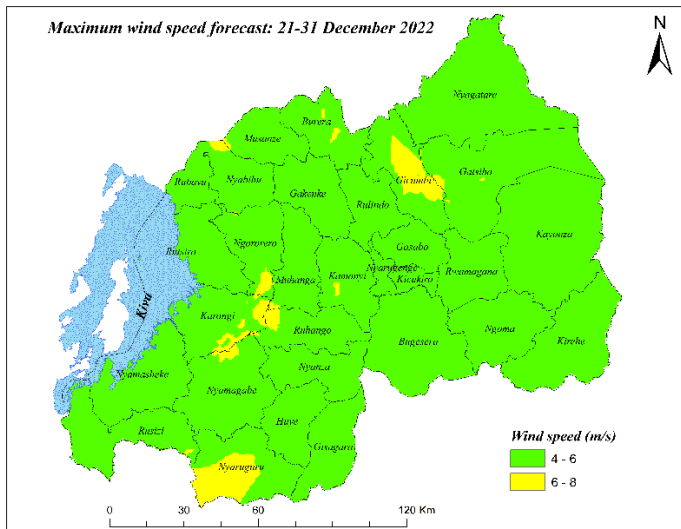 Maximum wind speed forecast: 21-31 December 2022
N
Nyagatare
Burera
Musanze
Gicumbi
Gatsibo
Rubavu
Nyabihu
Gakenke
Rulindo
Kayonza
Rutsiro
Ngororero
Gasabo
Muhanga
Kamonyi
Nyarugenge
Kicukiro
Rwamagana
Kivu
Karongi
Ruhango
Bugesera
Ngoma
Kirehe
Nyamasheke
Nyanza
Nyamagabe
Rusizi
Huye
Gisagara
Nyaruguru
Wind speed (m/s)
4 - 6
6 - 8
0 30 60 120 Km